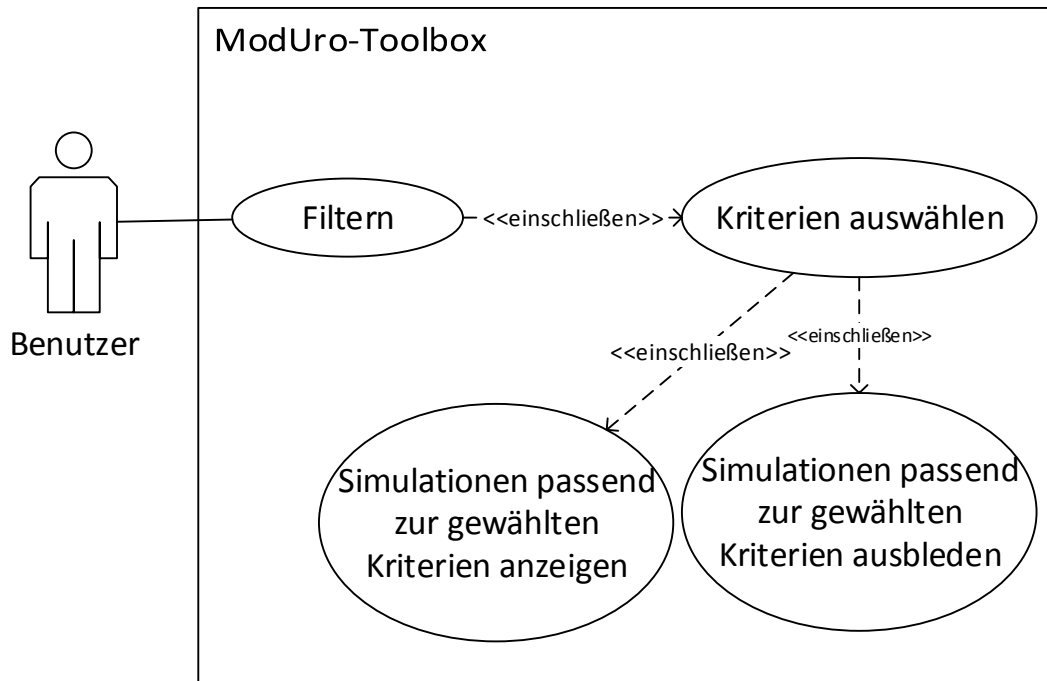 ModUro-Toolbox
Filtern
<<einschließen>>
Kriterien auswählen
Benutzer
<<einschließen>>
<<einschließen>>
Simulationen passend
zur gewählten
Kriterien anzeigen
Simulationen passend
zur gewählten
Kriterien ausbleden